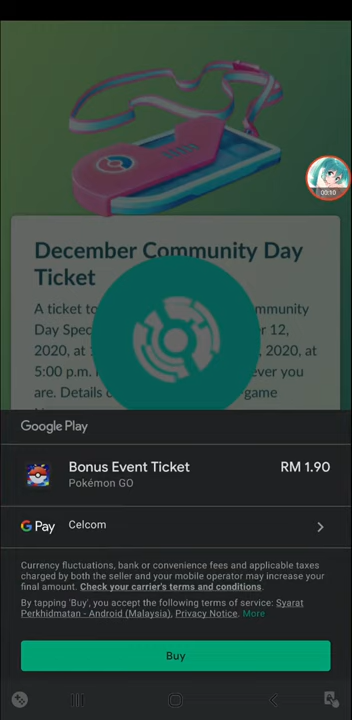 00:10
December Community Day
Ticket
A ticket to
Day Spec
2020, at
2020, at
5:00 p.m.
are. Details
Google Play
Bonus Event Ticket
RM 1.90
Pokémon GO
G Pay
Celcom
Currency fluctuations, bank or convenience fees and applicable taxes
charged by both the seller and your mobile operator may increase your
final amount. Check your carrier's terms and conditions.
By tapping 'Buy', you accept the following terms of service: Syarat
Perkhidmatan - Android (Malaysia), Privacy Notice. More
Buy